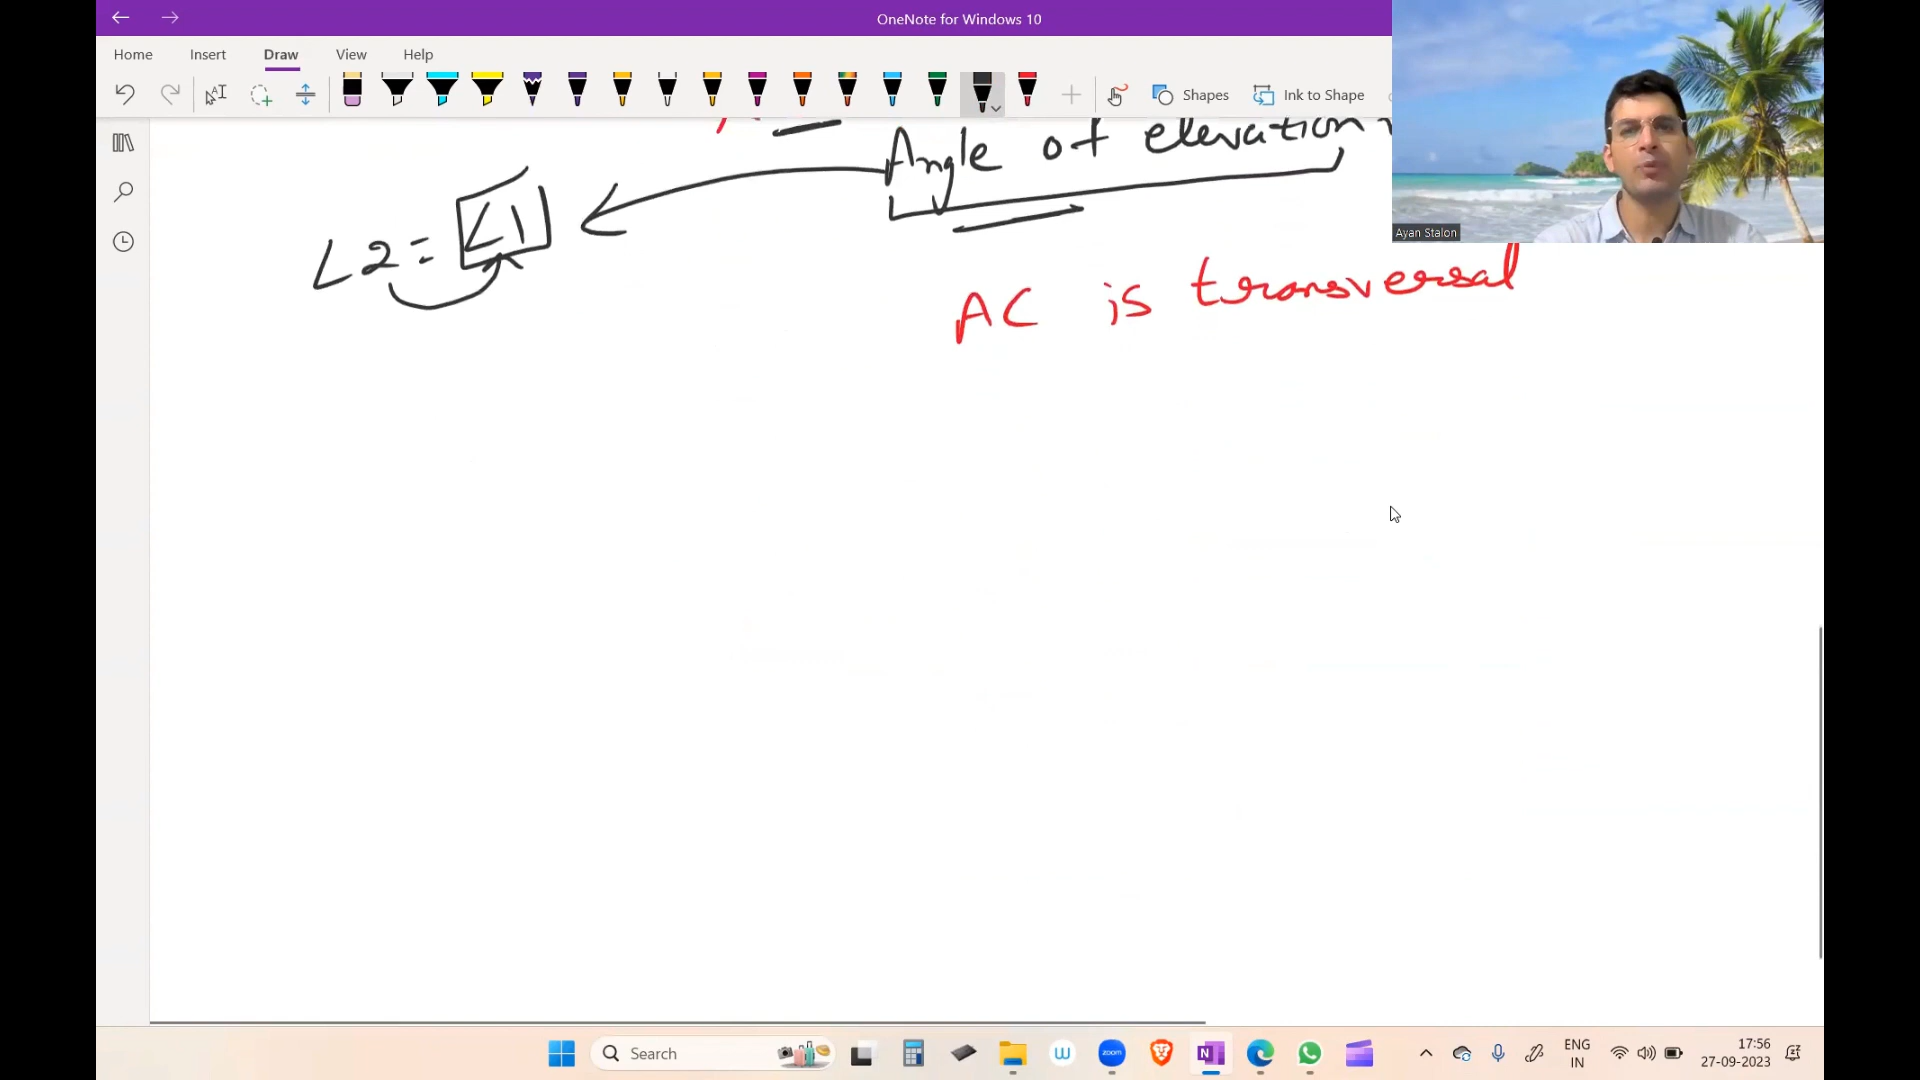 OneNote for Windows 10
Home Insert Draw View Help
Shapes Ink to Shape
Angle of elevation
∠2 = ∠1
AC is transversal
Ayan Stalon
Search
zoom
ENG
IN
17:56
27-09-2023